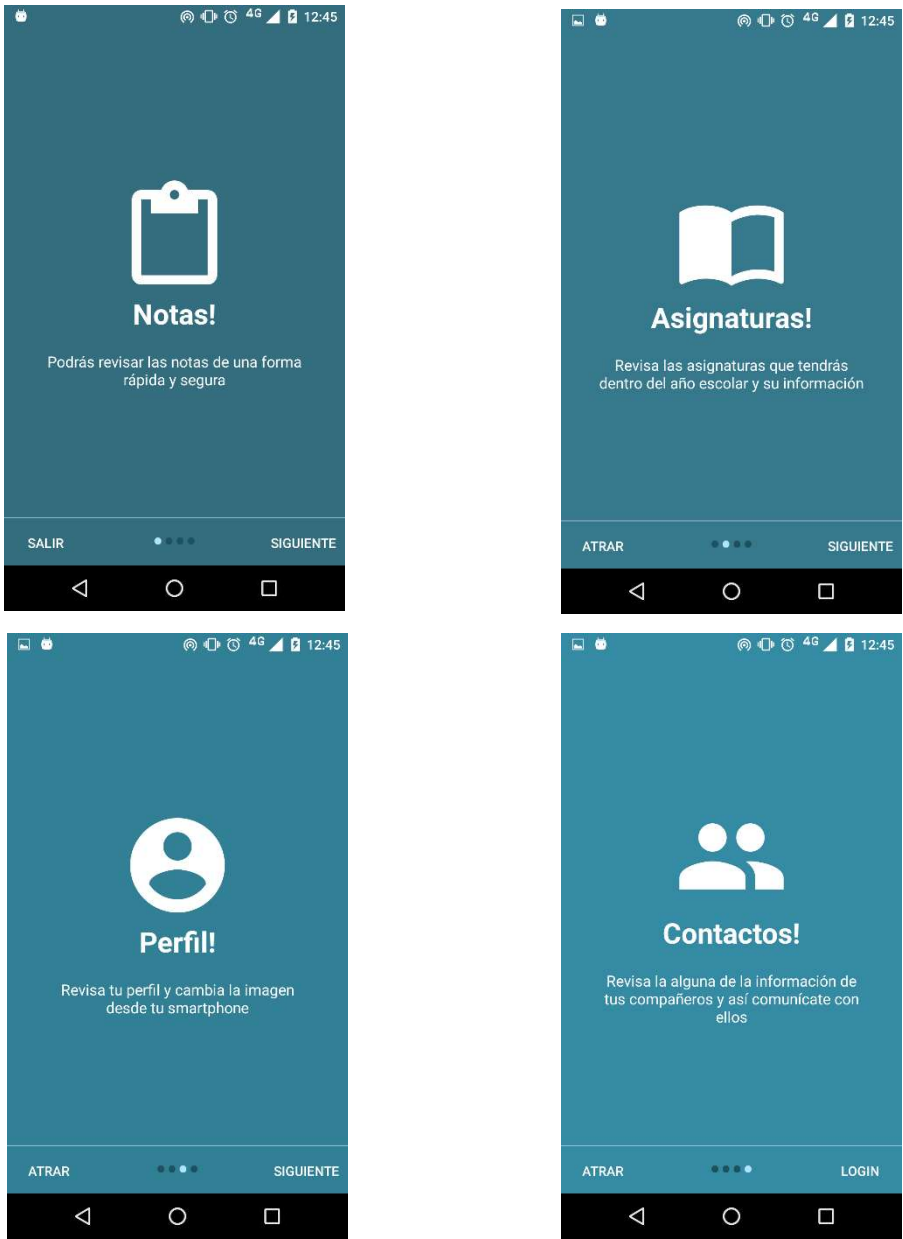 4G 12:45
Notas!
Podrás revisar las notas de una forma
rápida y segura
SALIR SIGUIENTE
4G 12:45
Asignaturas!
Revisa las asignaturas que tendrás
dentro del año escolar y su información
ATRAR SIGUIENTE
4G 12:45
Perfil!
Revisa tu perfil y cambia la imagen
desde tu smartphone
ATRAR SIGUIENTE
4G 12:45
Contactos!
Revisa la alguna de la información de
tus compañeros y así comunícate con
ellos
ATRAR LOGIN